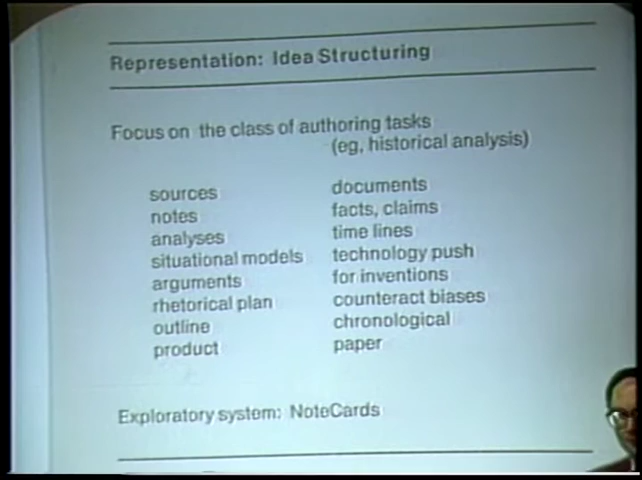 Representation: Idea Structuring
Focus on the class of authoring tasks
(eg, historical analysis)
sources documents
notes facts, claims
analyses time lines
situational models technology push
arguments for inventions
rhetorical plan counteract biases
outline chronological
product paper
Exploratory system: NoteCards